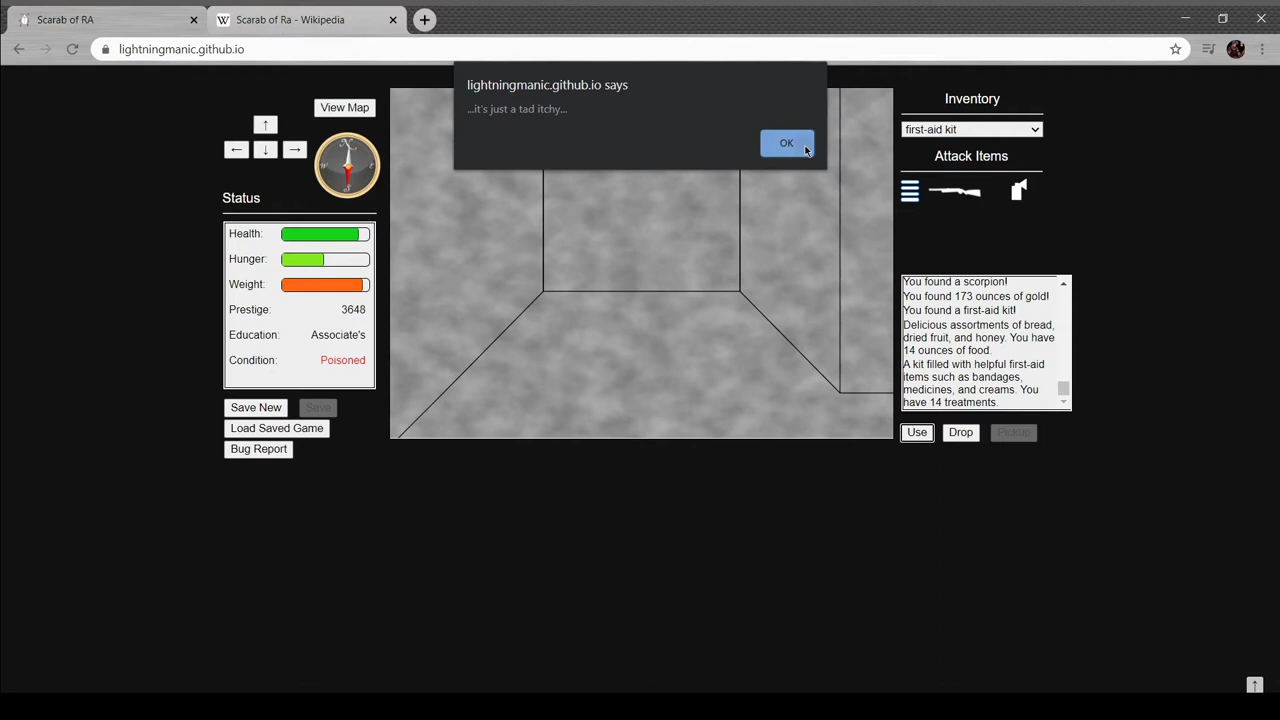 Scarab of RA
Scarab of Ra - Wikipedia
lightningmanic.github.io
lightningmanic.github.io says
...it's just a tad itchy...
OK
View Map
Status
Health:
Hunger:
Weight:
Prestige: 3648
Education: Associate's
Condition: Poisoned
Save New Save
Load Saved Game
Bug Report
Inventory
first-aid kit
Attack Items
You found a scorpion!
You found 173 ounces of gold!
You found a first-aid kit!
Delicious assortments of bread,
dried fruit, and honey. You have
14 ounces of food.
A kit filled with helpful first-aid
items such as bandages,
medicines, and creams. You
have 14 treatments.
Use Drop Pickup